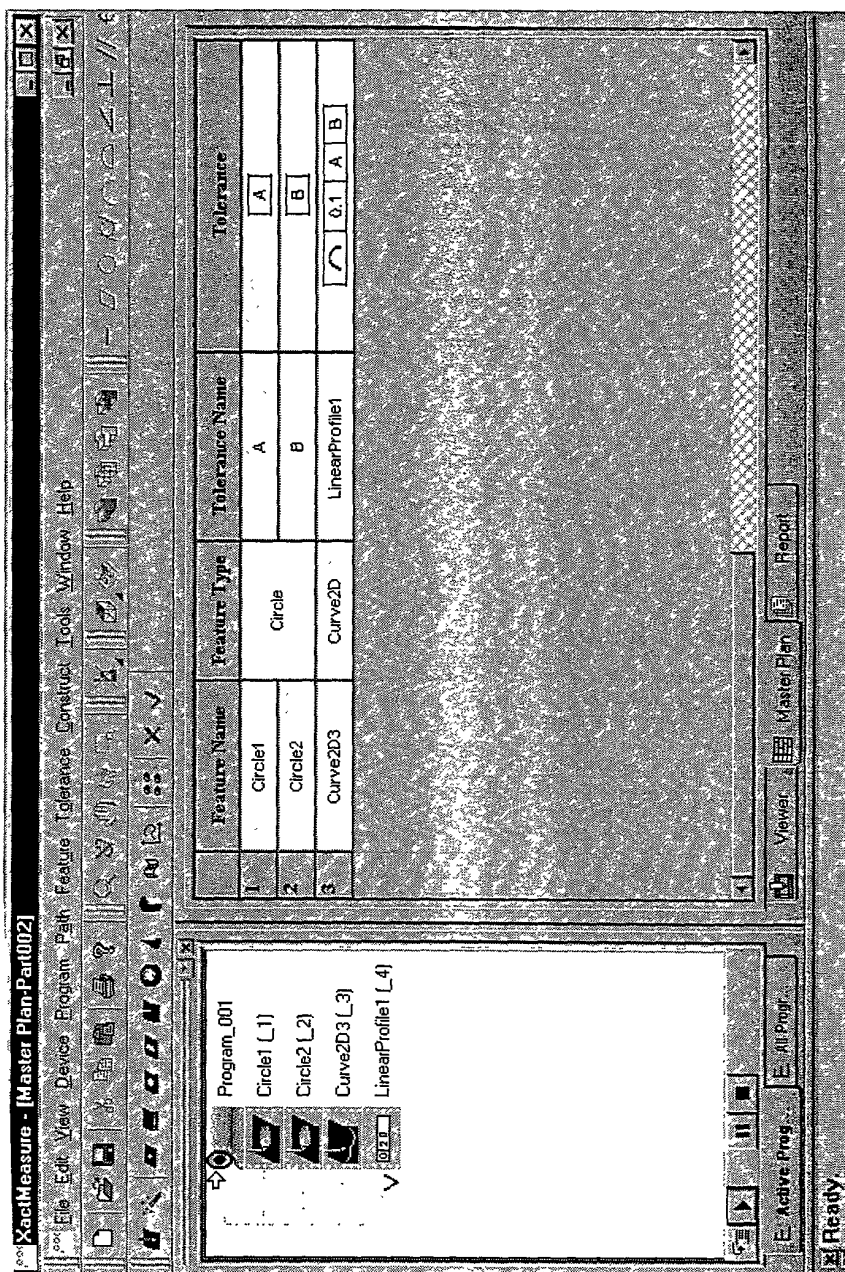 XactMeasure - [Master Plan-Part002]
File Edit View Device Program Path Feature Tolerance Construct Tools Window Help
Program_001
Circle1 (_1)
Circle2 (_2)
Curve2D3 (_3)
LinearProfile1 (_4)
Active Prog...
All Progr...
Feature Name Feature Type Tolerance Name Tolerance
1 Circle1 Circle A A
2 Circle2 B B
3 Curve2D3 Curve2D LinearProfile1 0.1 A B
Viewer Master Plan Report
Ready.